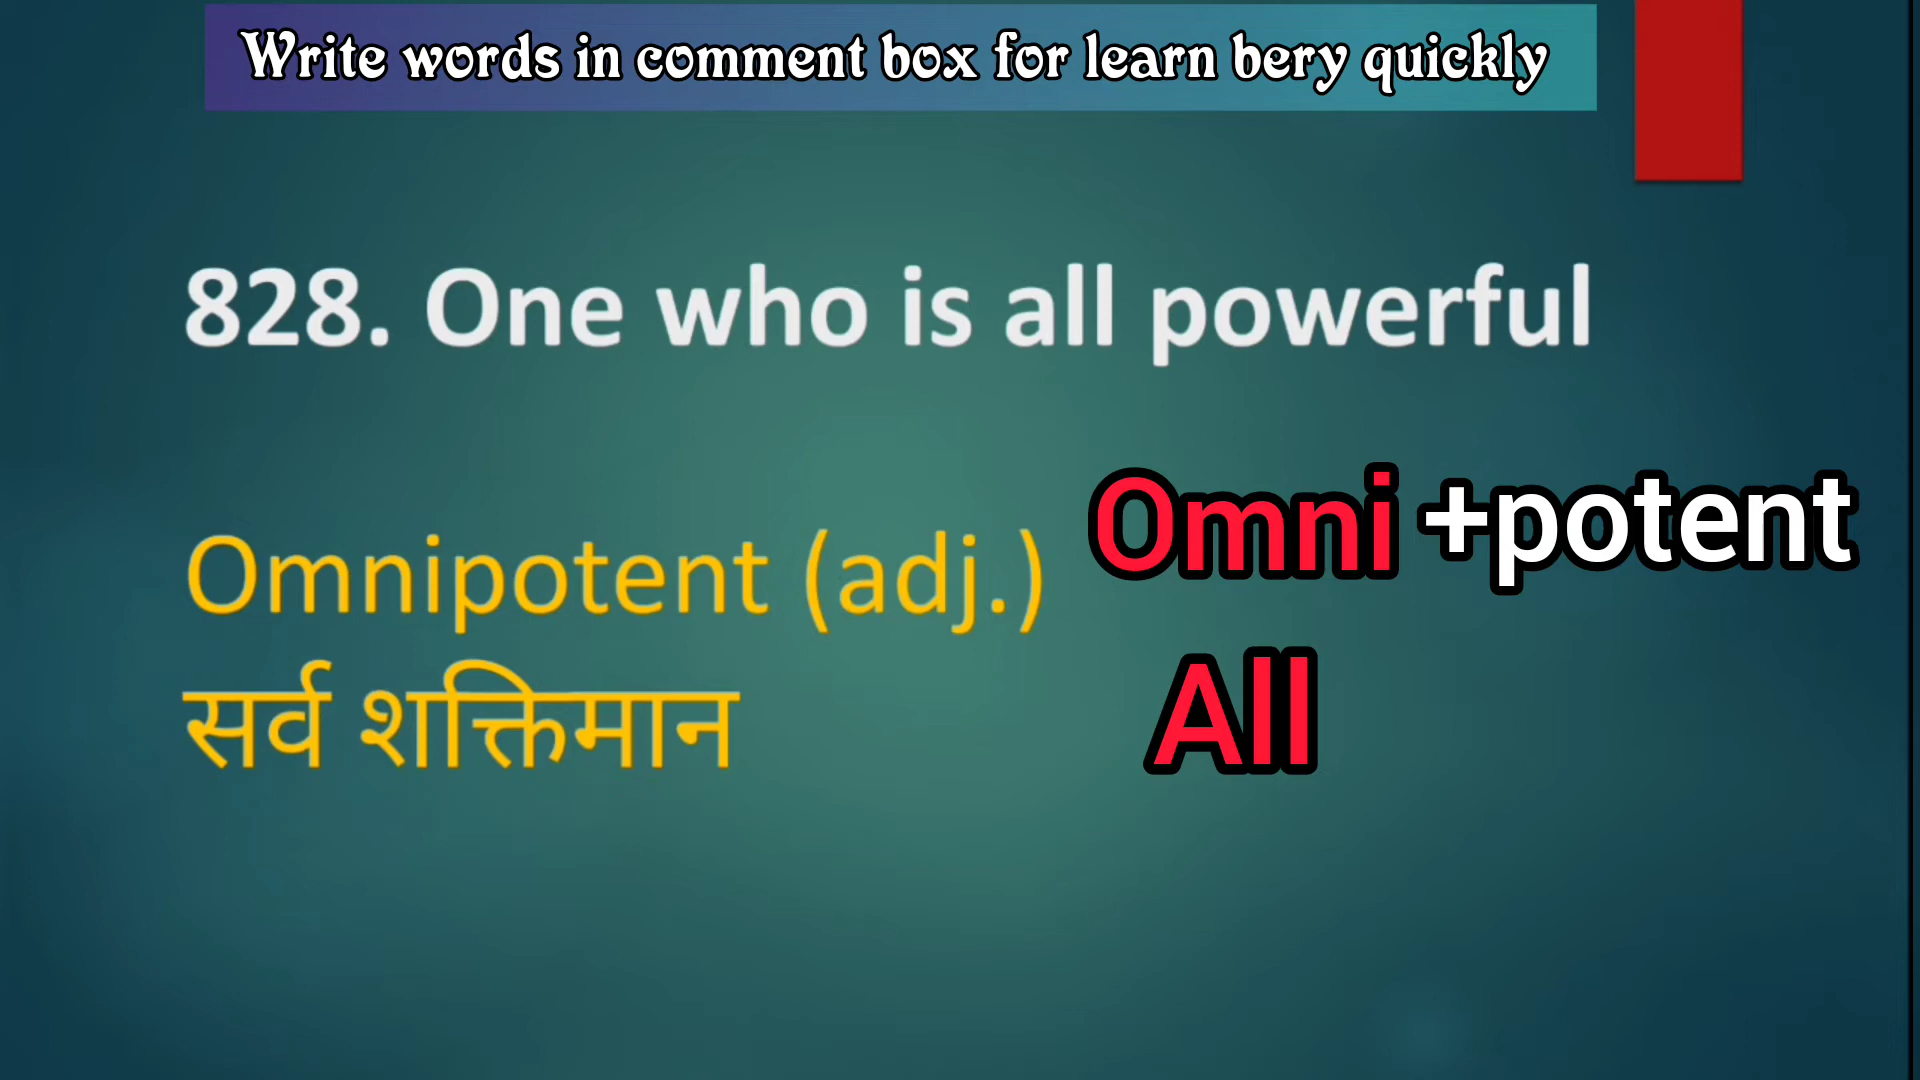 Write words in comment box for learn bery quickly
828. One who is all powerful
Omni +potent
Omnipotent (adj.)
All
सर्व शक्तिमान